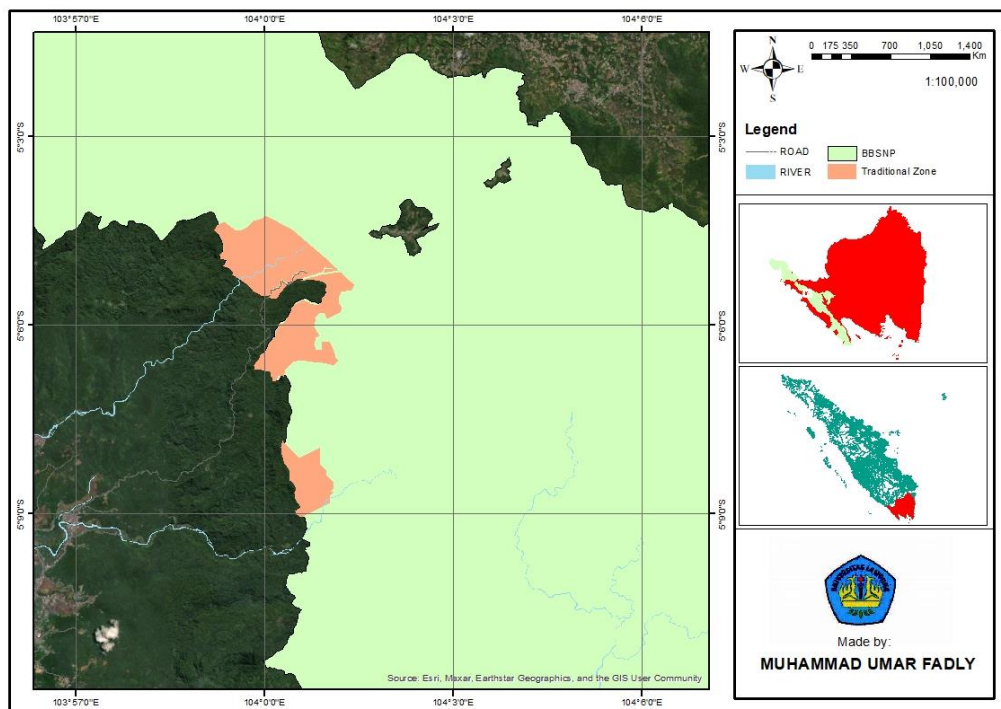 103°57'0"E 104°0'0"E 104°3'0"E 104°6'0"E
5°3'0"S 5°3'0"S
5°6'0"S 5°6'0"S
5°9'0"S 5°9'0"S
103°57'0"E 104°0'0"E 104°3'0"E 104°6'0"E
Source: Esri, Maxar, Earthstar Geographics, and the GIS User Community
N
W E
S
0 175 350 700 1,050 1,400
Km
1:100,000
Legend
ROAD BBSNP
RIVER Traditional Zone
UNIVERSITAS LAMPUNG
Made by:
MUHAMMAD UMAR FADLY